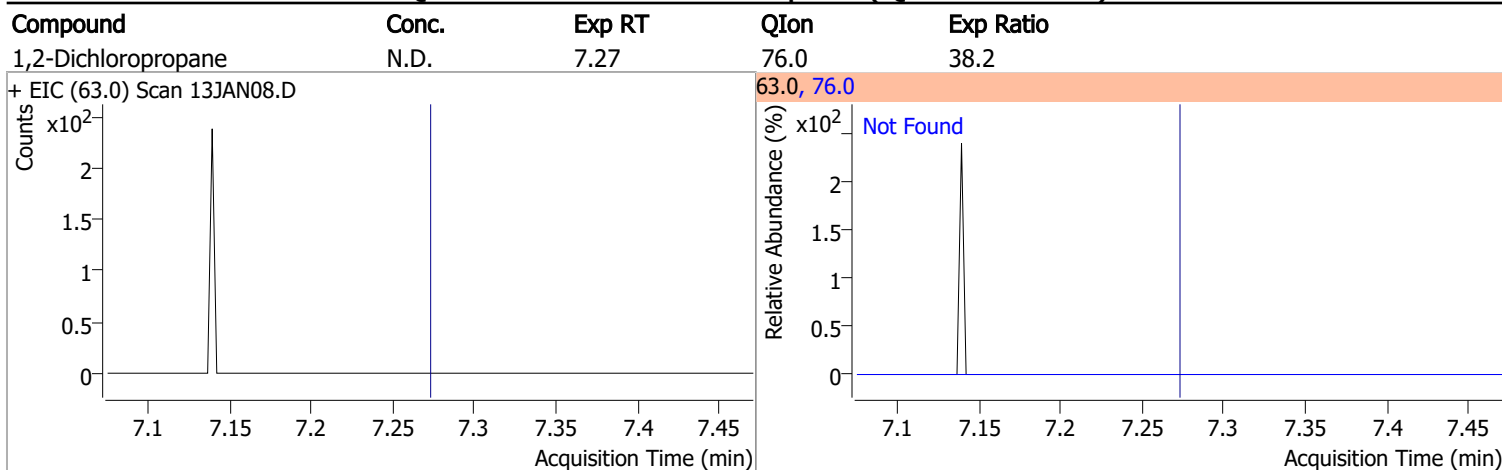 Compound Conc. Exp RT QIon Exp Ratio
1,2-Dichloropropane N.D. 7.27 76.0 38.2
+ EIC (63.0) Scan 13JAN08.D
Counts
x10²
2
1.5
1
0.5
0
7.1 7.15 7.2 7.25 7.3 7.35 7.4 7.45
Acquisition Time (min)
63.0, 76.0
Relative Abundance (%)
x10²
Not Found
2
1.5
1
0.5
0
7.1 7.15 7.2 7.25 7.3 7.35 7.4 7.45
Acquisition Time (min)